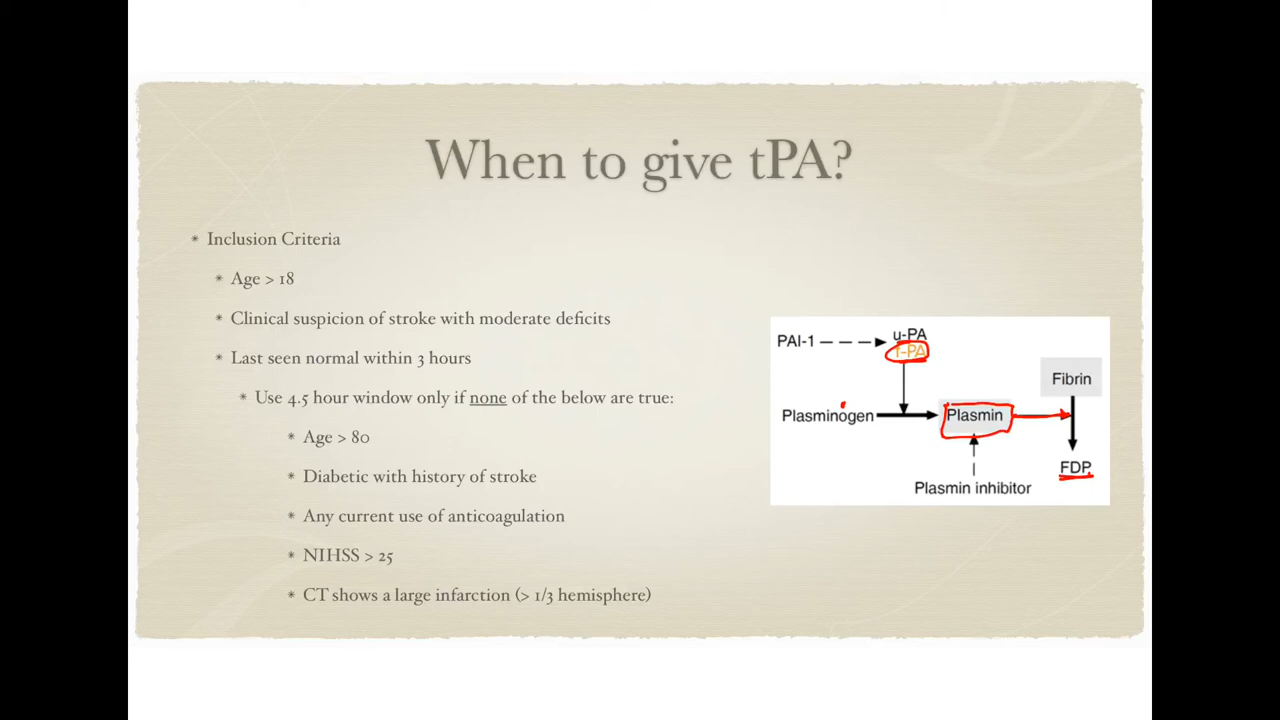 When to give tPA?
* Inclusion Criteria
* Age > 18
* Clinical suspicion of stroke with moderate deficits
* Last seen normal within 3 hours
* Use 4.5 hour window only if none of the below are true:
* Age > 80
* Diabetic with history of stroke
* Any current use of anticoagulation
* NIHSS > 25
* CT shows a large infarction (> 1/3 hemisphere)
PAI-1
u-PA
t-PA
Fibrin
Plasminogen
Plasmin
FDP
Plasmin inhibitor